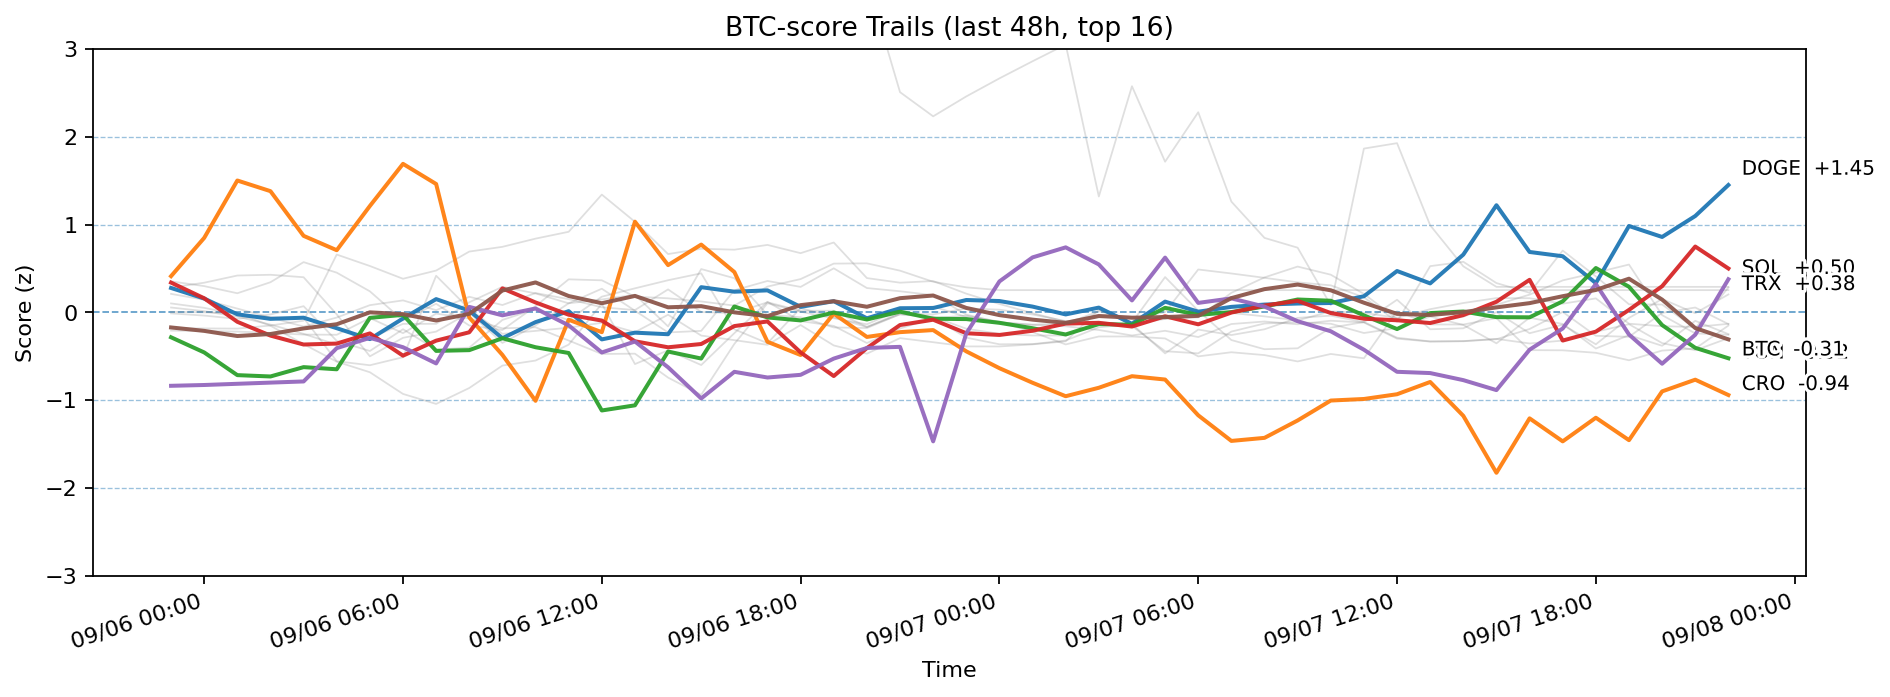 BTC-score Trails (last 48h, top 16)
Score (z)
3
2
1
0
−1
−2
−3
DOGE +1.45
SOL +0.50
TRX +0.38
BTC -0.31
CRO -0.94
09/06 00:00
09/06 06:00
09/06 12:00
09/06 18:00
09/07 00:00
09/07 06:00
09/07 12:00
09/07 18:00
09/08 00:00
Time